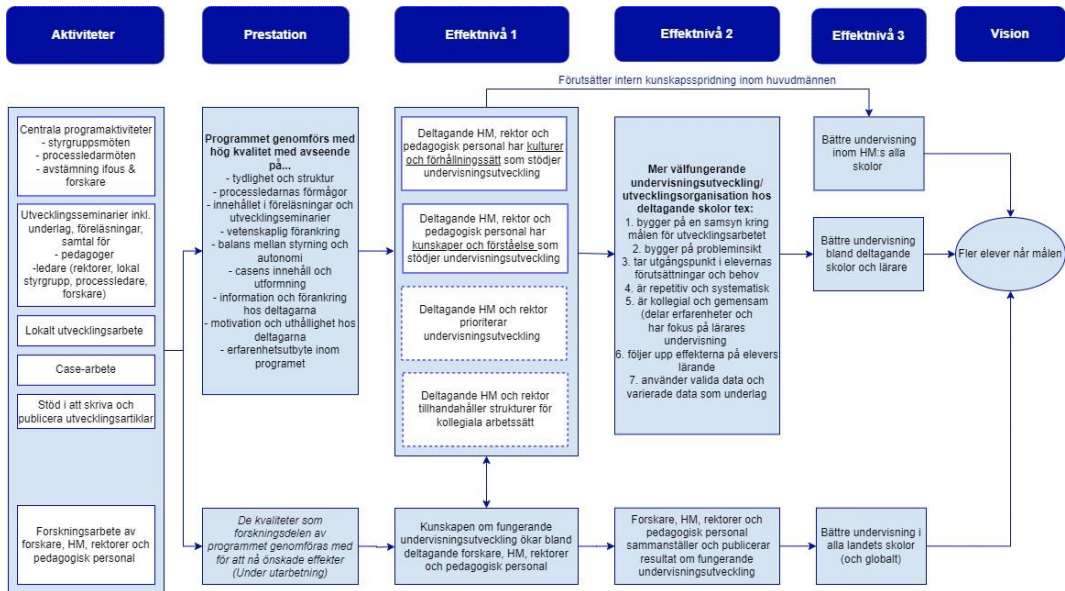 Aktiviteter
Prestation
Effektnivå 1
Effektnivå 2
Effektnivå 3
Vision
Förutsätter intern kunskapsspridning inom huvudmännen
Centrala programaktiviteter
- styrgruppsmöten
- processledarmöten
- avstämning ifous &
forskare
Utvecklingsseminarier inkl.
underlag, föreläsningar,
samtal för
- pedagoger
-ledare (rektorer, lokal
styrgrupp, processledare,
forskare)
Lokalt utvecklingsarbete
Case-arbete
Stöd i att skriva och
publicera utvecklingsartiklar
Forskningsarbete av
forskare, HM, rektorer och
pedagogisk personal
Programmet genomförs med
hög kvalitet med avseende
på...
- tydlighet och struktur
- processledarnas förmågor
- innehållet i föreläsningar och
utvecklingseminarier
- vetenskaplig förankring
- balans mellan styrning och
autonomi
- casens innehåll och
utformning
- information och förankring
hos deltagarna
- motivation och uthållighet hos
deltagarna
- erfarenhetsutbyte inom
programet
De kvaliteter som
forskningsdelen av
programmet genomföras med
för att nå önskade effekter
(Under utarbetning)
Deltagande HM, rektor och
pedagogisk personal har kulturer
och förhållningssätt som stödjer
undervisningsutveckling
Deltagande HM, rektor och
pedagogisk personal har
kunskaper och förståelse som
stödjer undervisningsutveckling
Deltagande HM och rektor
prioriterar
undervisningsutveckling
Deltagande HM och rektor
tillhandahåller strukturer för
kollegiala arbetssätt
Kunskapen om fungerande
undervisningsutveckling ökar bland
deltagande forskare, HM, rektorer
och pedagogisk personal
Mer välfungerande
undervisningsutveckling/
utvecklingsorganisation hos
deltagande skolor tex:
1. bygger på en samsyn kring
målen för utvecklingsarbetet
2. bygger på probleminsikt
3. tar utgångspunkt i elevernas
förutsättningar och behov
4. är repetitiv och systematisk
5. är kollegial och gemensam
(delar erfarenheter och
har fokus på lärares
undervisning
6. följer upp effekterna på elevers
lärande
7. använder valida data och
varierade data som underlag
Forskare, HM, rektorer och
pedagogisk personal
sammanställer och publicerar
resultat om fungerande
undervisningsutveckling
Bättre undervisning
inom HM:s alla
skolor
Bättre undervisning
bland deltagande
skolor och lärare
Bättre undervisning i
alla landets skolor
(och globalt)
Fler elever når målen